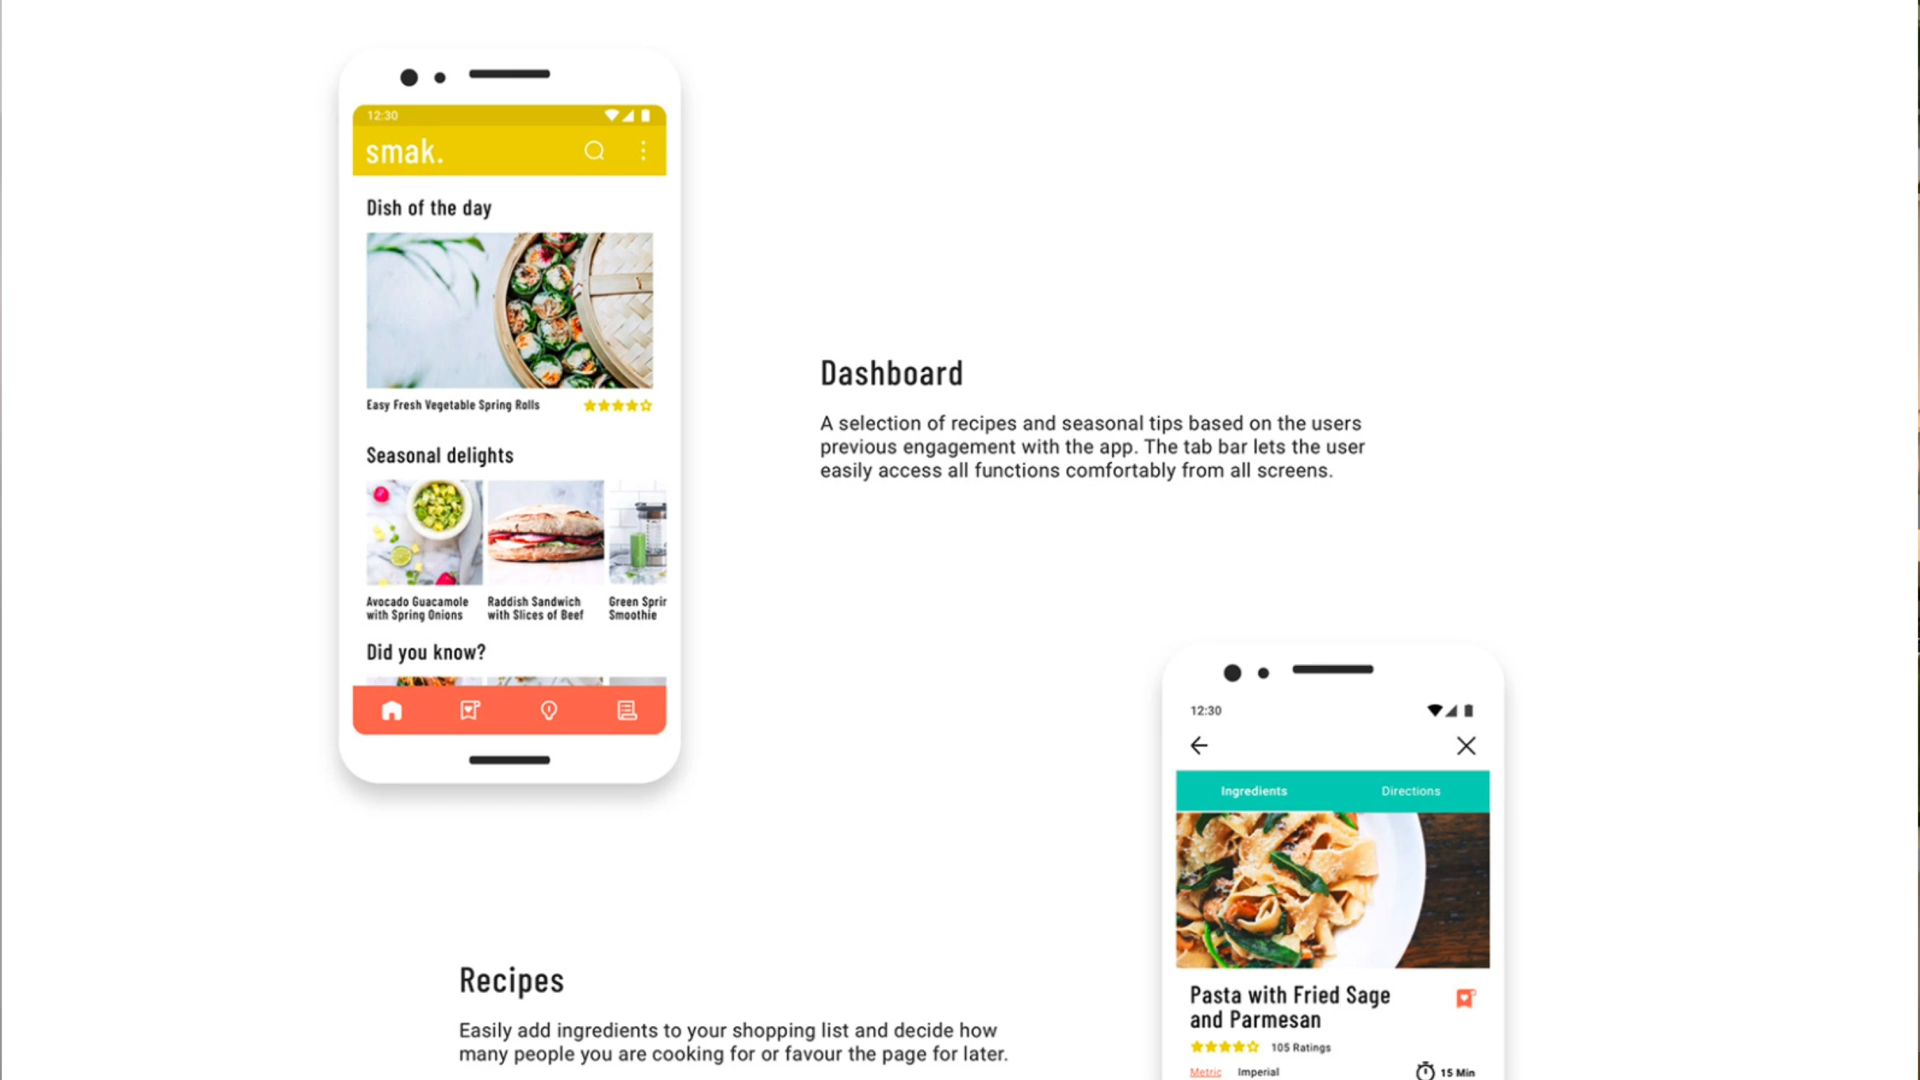 12:30
smak.
Dish of the day
Easy Fresh Vegetable Spring Rolls
Seasonal delights
Avocado Guacamole
with Spring Onions
Raddish Sandwich
with Slices of Beef
Green Sprin
Smoothie
Did you know?
Dashboard
A selection of recipes and seasonal tips based on the users
previous engagement with the app. The tab bar lets the user
easily access all functions comfortably from all screens.
12:30
Ingredients
Directions
Pasta with Fried Sage
and Parmesan
105 Ratings
Metric
Imperial
15 Min
Recipes
Easily add ingredients to your shopping list and decide how
many people you are cooking for or favour the page for later.